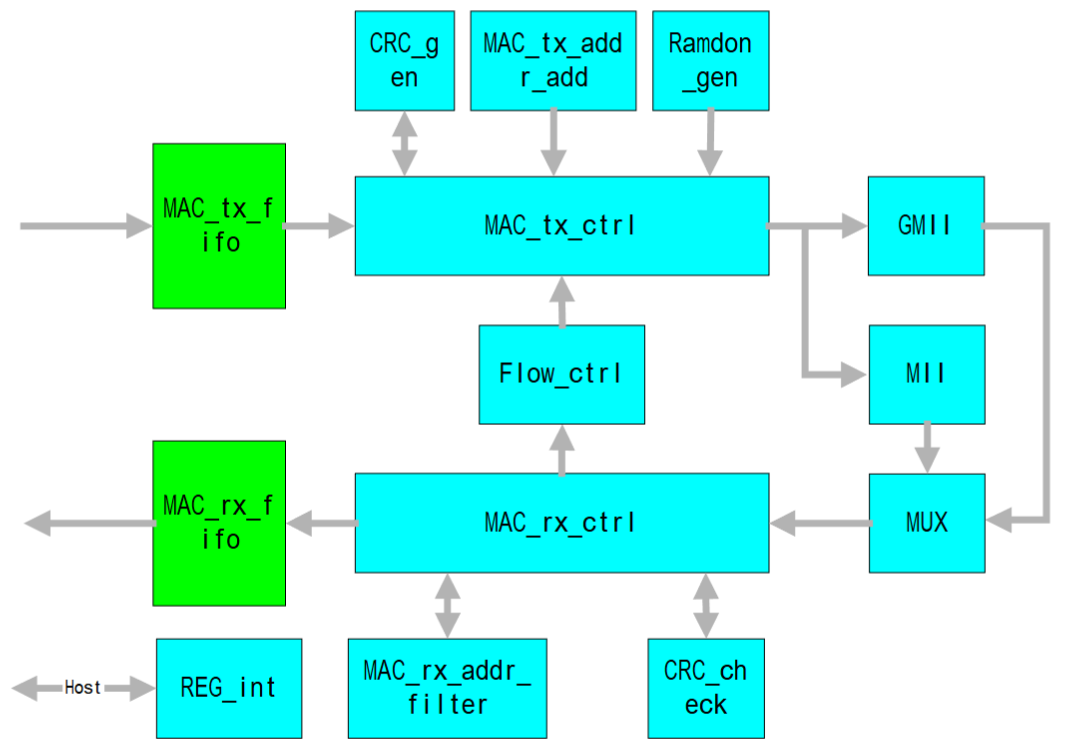 CRC_g
en
MAC_tx_add
r_add
Ramdon
_gen
MAC_tx_f
ifo
MAC_tx_ctrl
GMII
Flow_ctrl
MII
MAC_rx_f
ifo
MAC_rx_ctrl
MUX
Host
REG_int
MAC_rx_addr_
filter
CRC_ch
eck